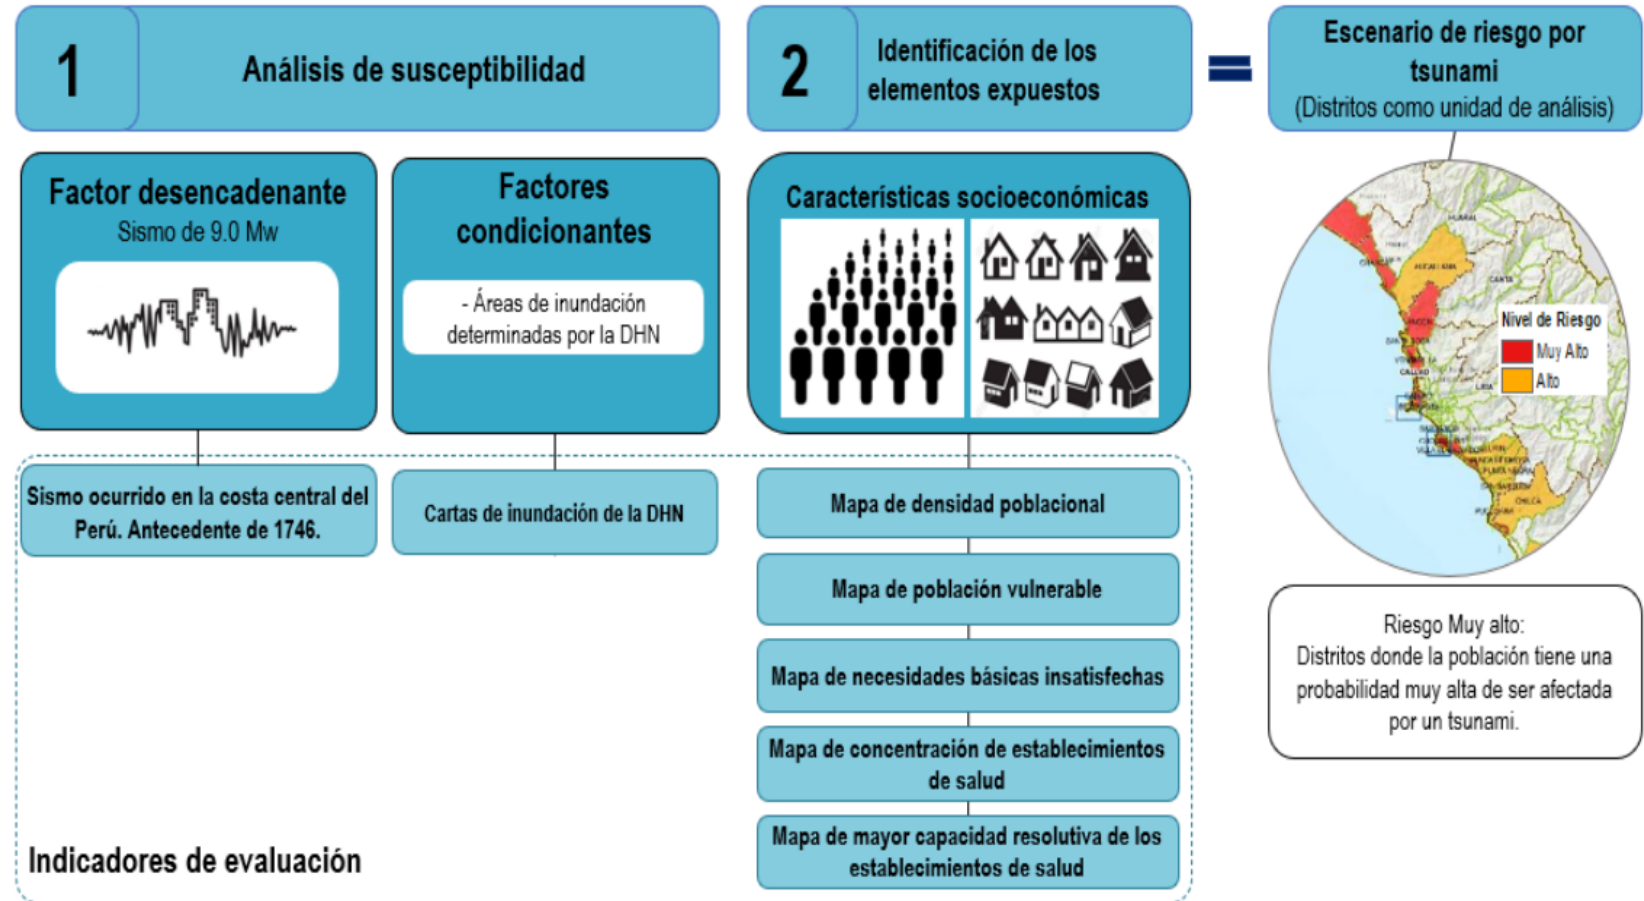 1
Análisis de susceptibilidad
2
Identificación de los
elementos expuestos
=
Escenario de riesgo por
tsunami
(Distritos como unidad de análisis)
Factor desencadenante
Sismo de 9.0 Mw
Factores
condicionantes
- Áreas de inundación
determinadas por la DHN
Características socioeconómicas
Sismo ocurrido en la costa central del
Perú. Antecedente de 1746.
Cartas de inundación de la DHN
Mapa de densidad poblacional
Mapa de población vulnerable
Mapa de necesidades básicas insatisfechas
Mapa de concentración de establecimientos
de salud
Mapa de mayor capacidad resolutiva de los
establecimientos de salud
Indicadores de evaluación
HUARAL
CANTA
Nivel de Riesgo
Muy Alto
Alto
CALLAO
LIMA
CHILCA
Riesgo Muy alto:
Distritos donde la población tiene una
probabilidad muy alta de ser afectada
por un tsunami.